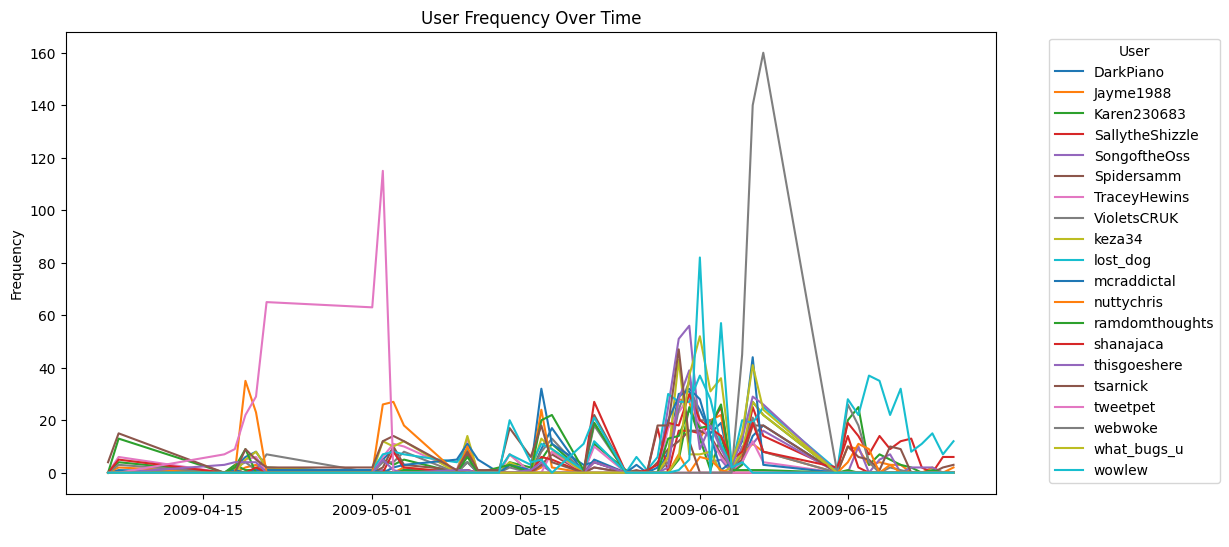 User Frequency Over Time
160
140
120
100
80
60
40
20
0
Frequency
2009-04-15
2009-05-01
2009-05-15
2009-06-01
2009-06-15
Date
User
DarkPiano
Jayme1988
Karen230683
SallytheShizzle
SongoftheOss
Spidersamm
TraceyHewins
VioletsCRUK
keza34
lost_dog
mcraddictal
nuttychris
ramdomthoughts
shanajaca
thisgoeshere
tsarnick
tweetpet
webwoke
what_bugs_u
wowlew